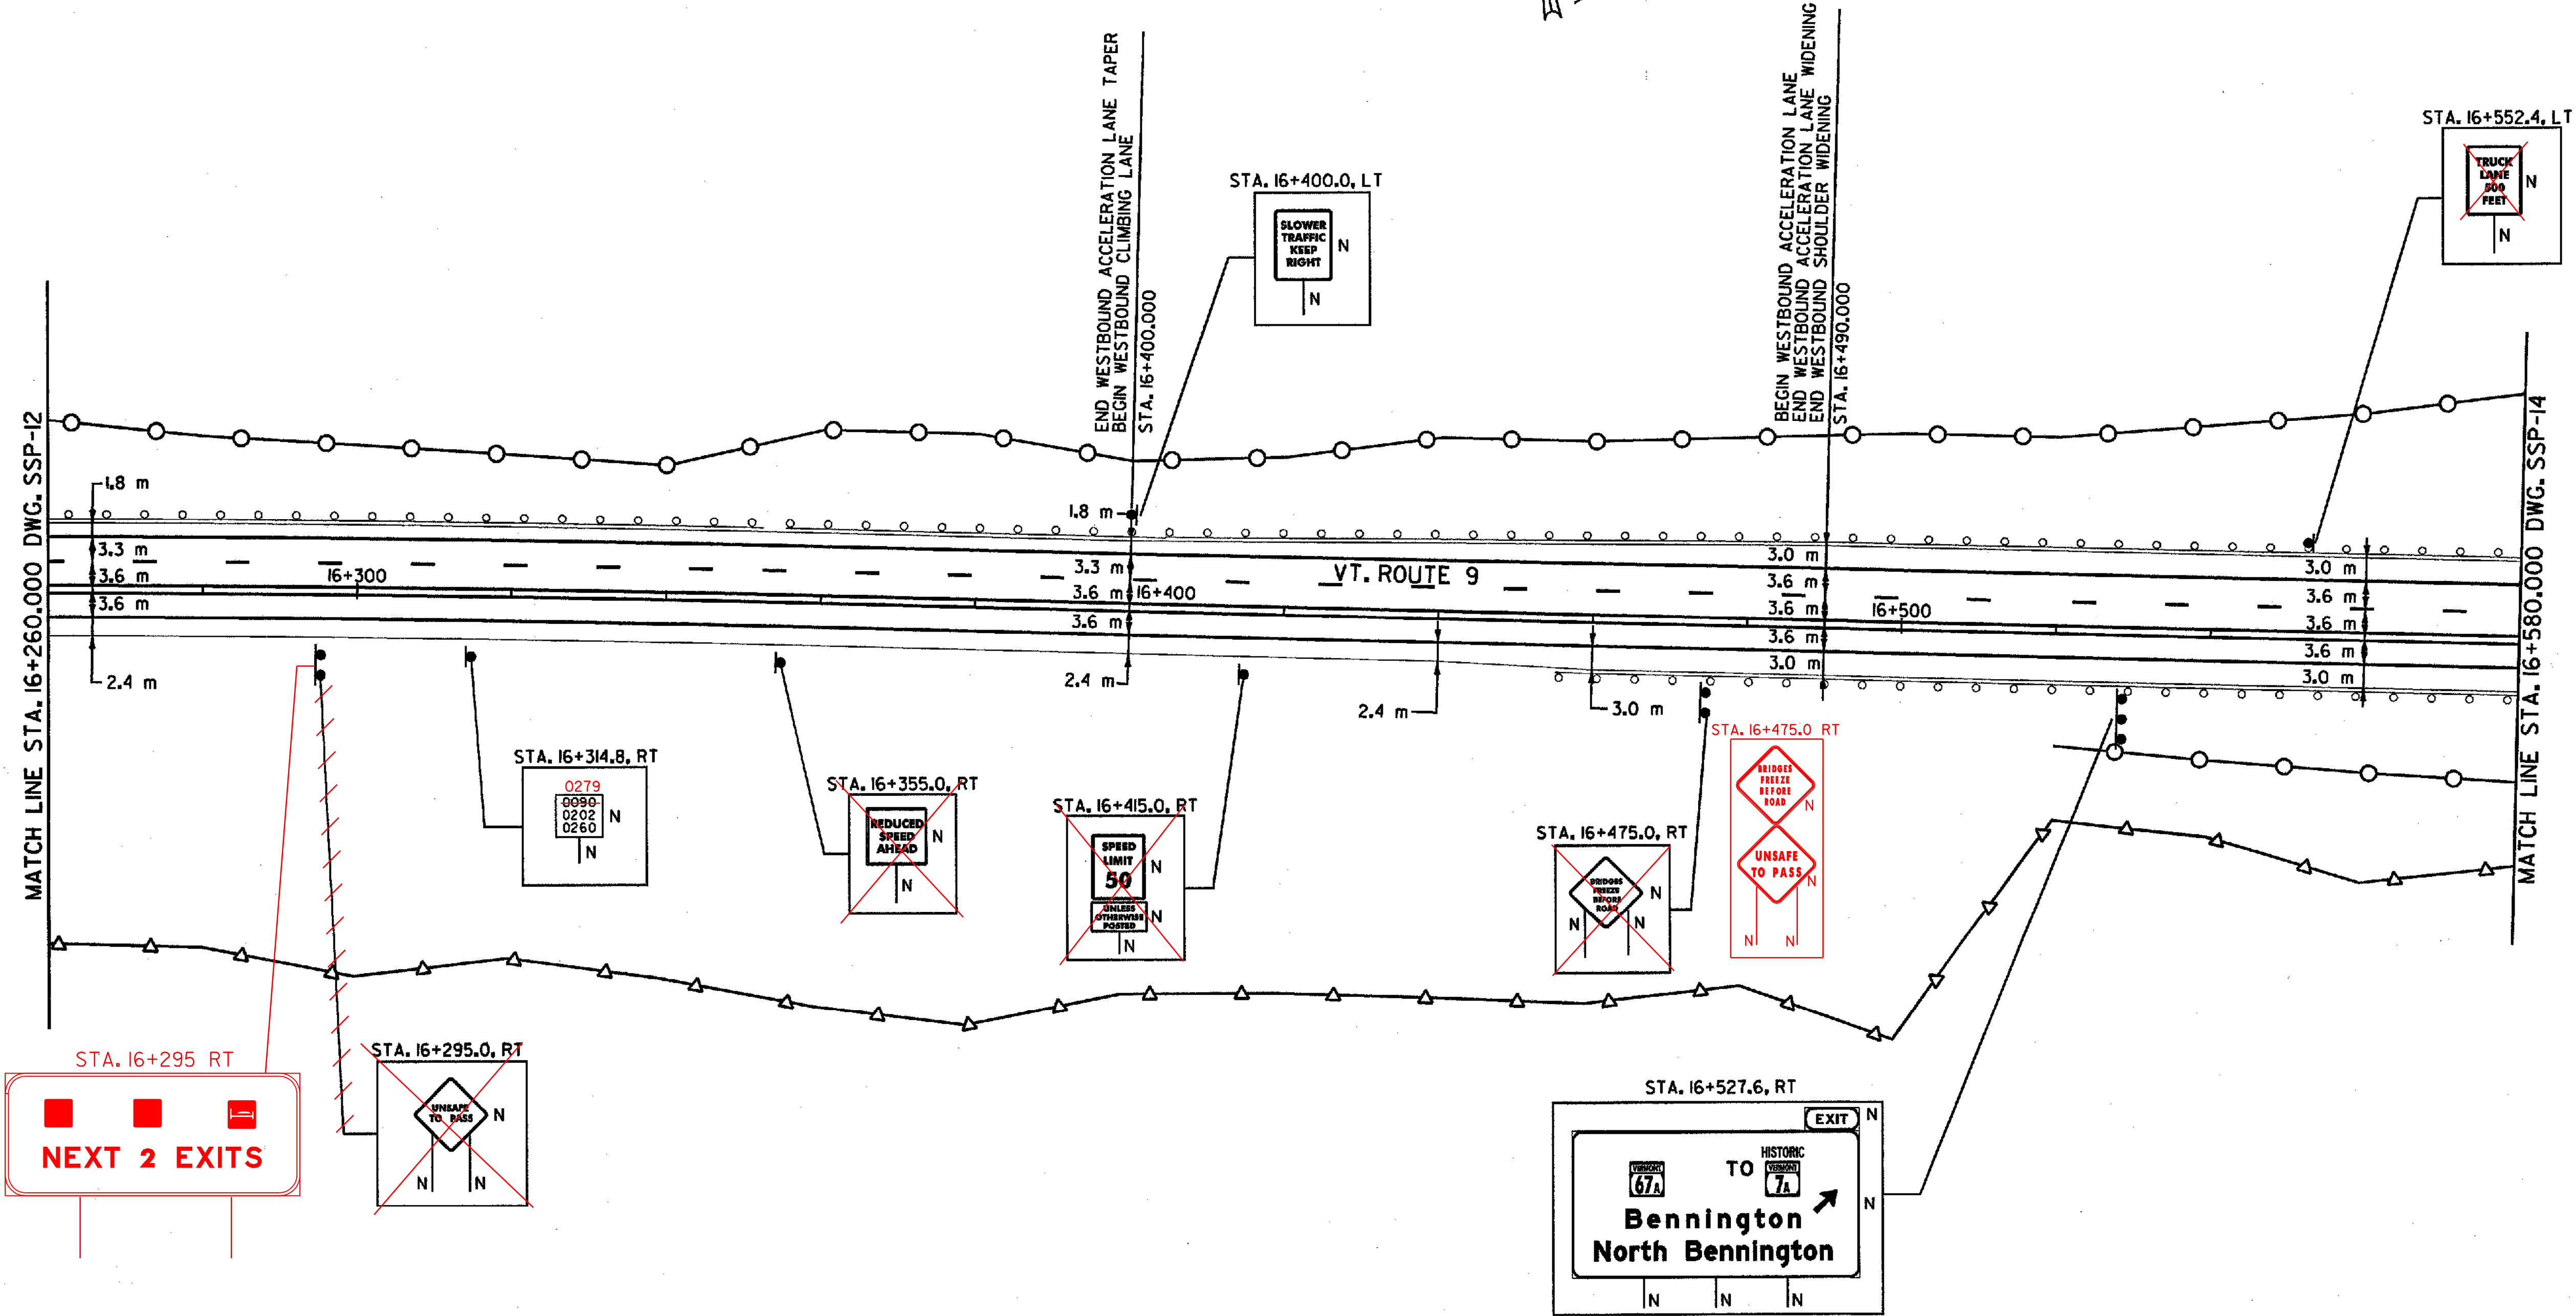 END WESTBOUND ACCELERATION LANE TAPER
BEGIN WESTBOUND CLIMBING LANE
STA. 16+400.000
BEGIN WESTBOUND ACCELERATION LANE
END WESTBOUND ACCELERATION LANE WIDENING
END WESTBOUND SHOULDER WIDENING
STA. 16+490.000
STA. 16+552.4, LT
TRUCK
LANE
500
FEET
N
N
STA. 16+400.0, LT
SLOWER
TRAFFIC
KEEP
RIGHT
N
N
MATCH LINE STA. 16+260.000 DWG. SSP-12
MATCH LINE STA. 16+580.000 DWG. SSP-14
1.8 m
3.3 m
3.6 m
3.6 m
2.4 m
16+300
1.8 m
3.3 m
3.6 m
3.6 m
2.4 m
16+400
VT. ROUTE 9
2.4 m
3.0 m
3.0 m
3.6 m
3.6 m
3.6 m
3.0 m
16+500
3.0 m
3.6 m
3.6 m
3.6 m
3.0 m
STA. 16+314.8, RT
0279
0090
0202
0260
N
N
STA. 16+355.0, RT
REDUCED
SPEED
AHEAD
N
N
STA. 16+415.0, RT
SPEED
LIMIT
50
N
UNLESS
OTHERWISE
POSTED
N
N
STA. 16+475.0, RT
BRIDGES
FREEZE
BEFORE
ROAD
N
N
N
STA. 16+475.0 RT
BRIDGES
FREEZE
BEFORE
ROAD
N
UNSAFE
TO PASS
N
N
N
STA. 16+295 RT
NEXT 2 EXITS
STA. 16+295.0, RT
UNSAFE
TO PASS
N
N
N
STA. 16+527.6, RT
EXIT
N
VERMONT
67A
TO
HISTORIC
VERMONT
7A
N
Bennington
North Bennington
N
N
N